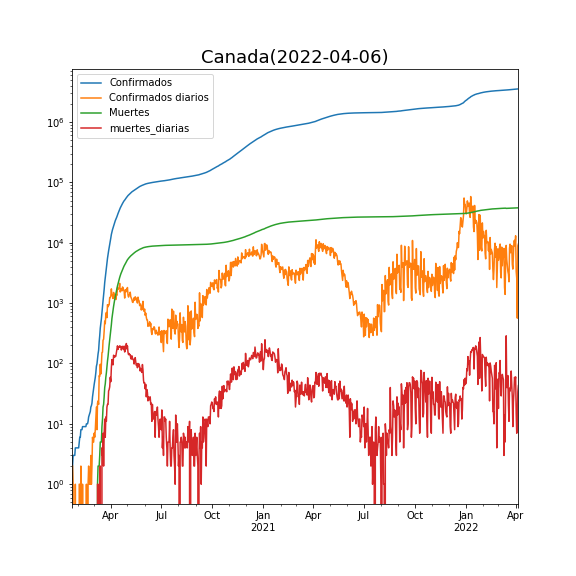 Canada(2022-04-06)
Confirmados
Confirmados diarios
Muertes
muertes_diarias
10^6
10^5
10^4
10^3
10^2
10^1
10^0
Apr Jul Oct Jan Apr Jul Oct Jan Apr
2021 2022